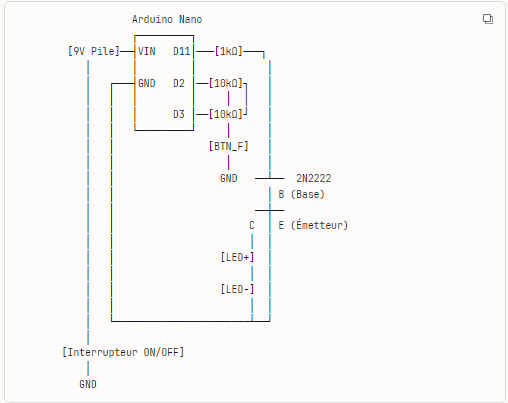 Arduino Nano
[9V Pile] VIN D11 [1kΩ]
GND D2 [10kΩ]
D3 [10kΩ]
[BTN_F]
GND 2N2222
B (Base)
C E (Émetteur)
[LED+]
[LED-]
[Interrupteur ON/OFF]
GND